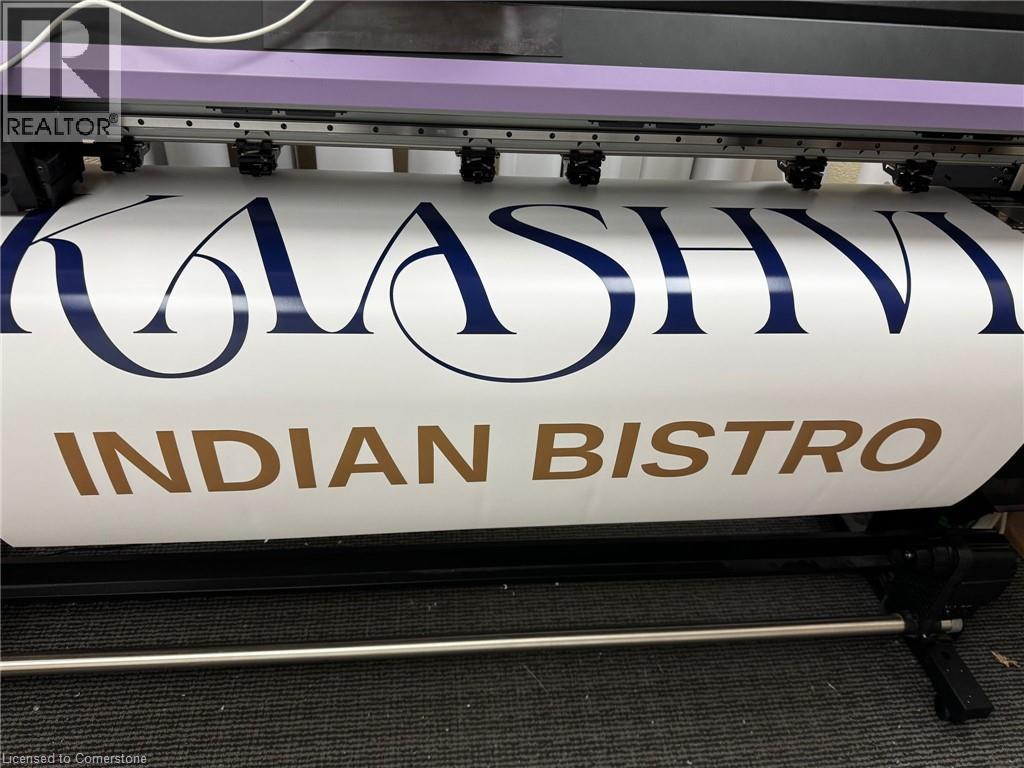 REALTOR®
KAASHVI
INDIAN BISTRO
Licensed to Cornerstone